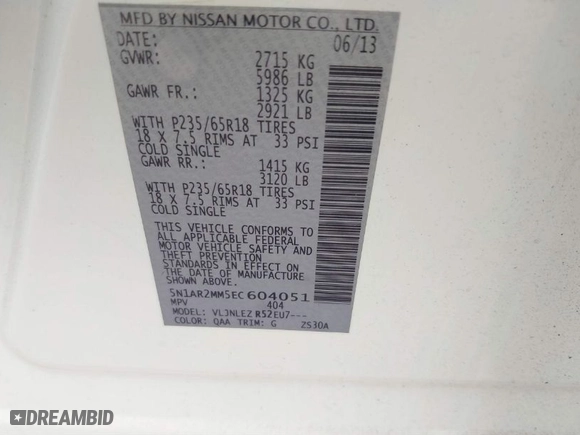 MFD BY NISSAN MOTOR CO., LTD.
DATE: 06/13
GVWR: 2715 KG
5986 LB
GAWR FR.: 1325 KG
2921 LB
WITH P235/65R18 TIRES
18 X 7.5 RIMS AT 33 PSI
COLD SINGLE
GAWR RR.: 1415 KG
3120 LB
WITH P235/65R18 TIRES
18 X 7.5 RIMS AT 33 PSI
COLD SINGLE
THIS VEHICLE CONFORMS TO
ALL APPLICABLE FEDERAL
MOTOR VEHICLE SAFETY AND
THEFT PREVENTION
STANDARDS IN EFFECT ON
THE DATE OF MANUFACTURE
SHOWN ABOVE.
5N1AR2MM5EC604051
MPV 404
MODEL: VLJNLEZ R52EU7---
COLOR: QAA TRIM: G 2S30A
DREAMBID